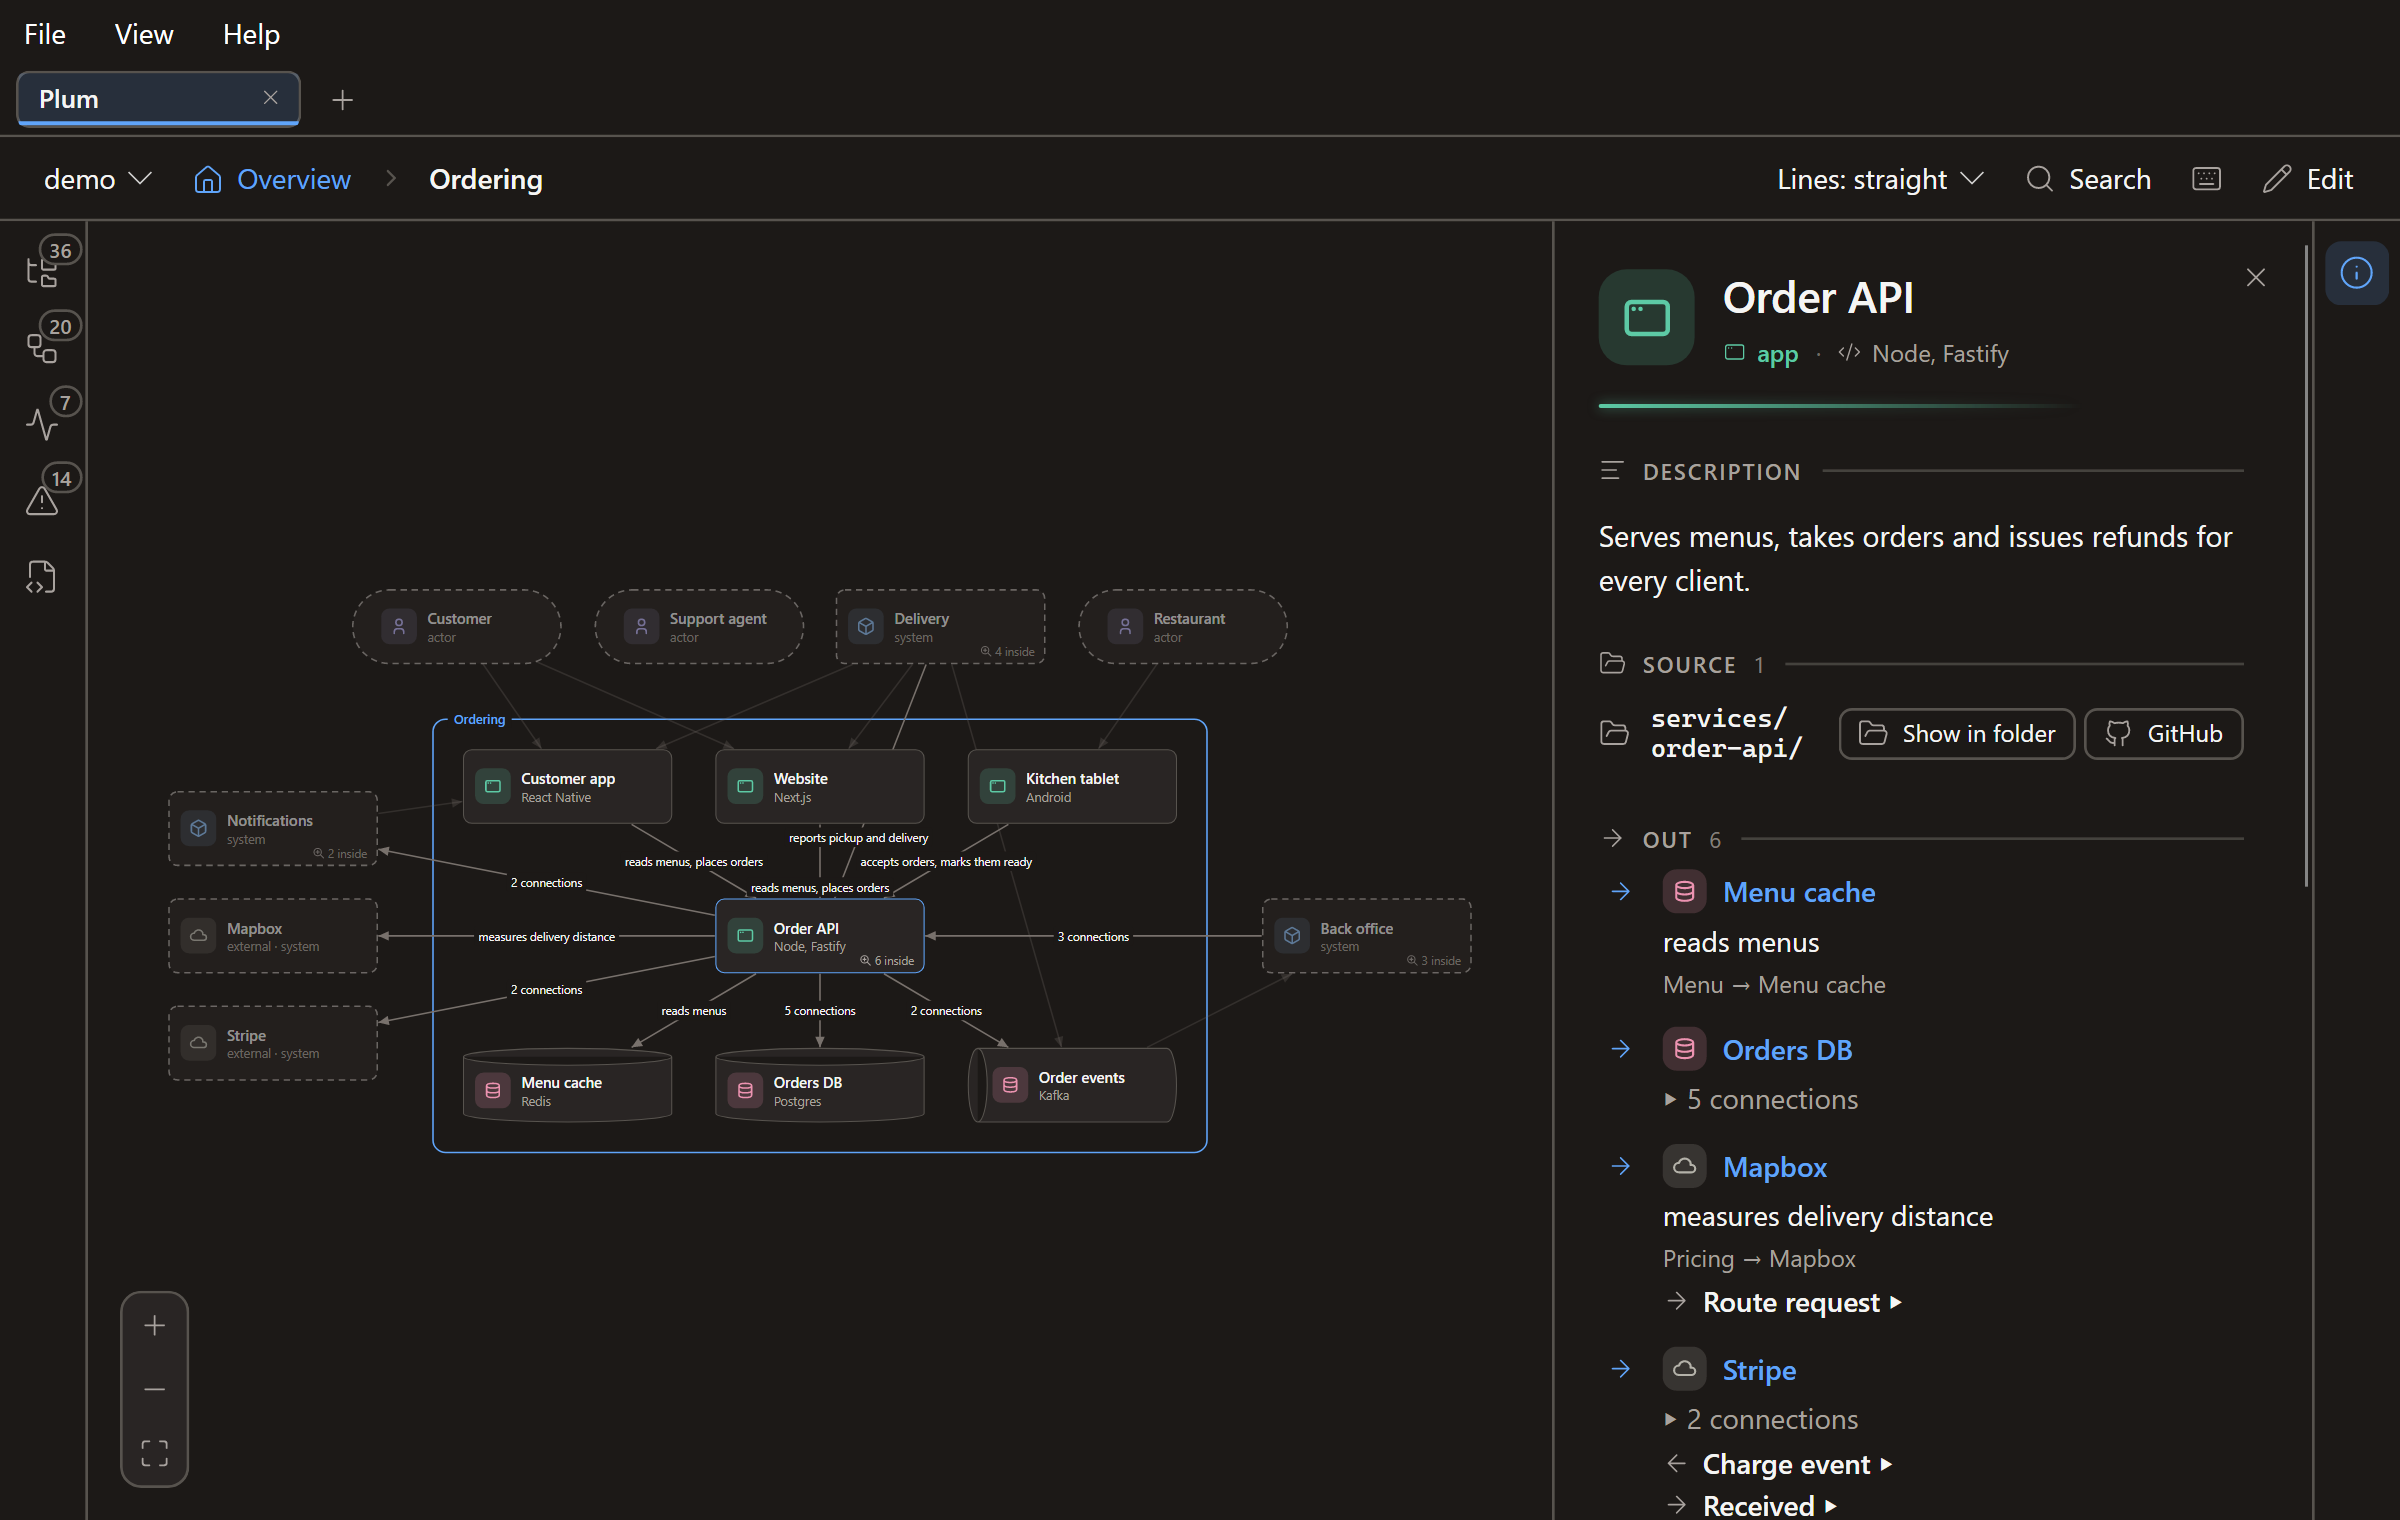 File View Help
Plum
demo Overview Ordering Lines: straight Search Edit
36
20
7
14
Customer
actor
Support agent
actor
Delivery
system
4 inside
Restaurant
actor
Ordering
Customer app
React Native
Website
Next.js
Kitchen tablet
Android
Notifications
system
2 inside
reports pickup and delivery
reads menus, places orders
accepts orders, marks them ready
2 connections
reads menus, places orders
Mapbox
external · system
measures delivery distance
Order API
Node, Fastify
6 inside
3 connections
Back office
system
3 inside
2 connections
reads menus
5 connections
2 connections
Stripe
external · system
Menu cache
Redis
Orders DB
Postgres
Order events
Kafka
Order API
app · Node, Fastify
DESCRIPTION
Serves menus, takes orders and issues refunds for
every client.
SOURCE 1
services/
order-api/
Show in folder
GitHub
OUT 6
Menu cache
reads menus
Menu → Menu cache
Orders DB
5 connections
Mapbox
measures delivery distance
Pricing → Mapbox
Route request
Stripe
2 connections
Charge event
Received